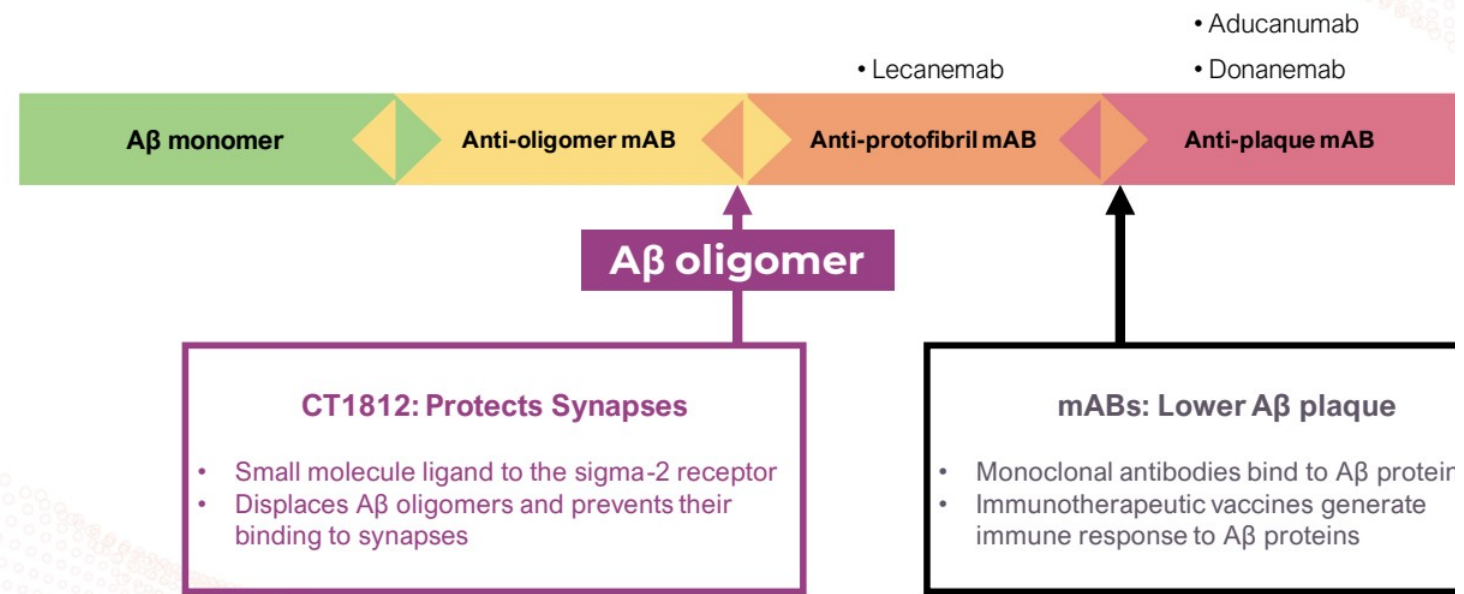 • Aducanumab
• Lecanemab
• Donanemab
Aβ monomer
Anti-oligomer mAB
Anti-protofibril mAB
Anti-plaque mAB
Aβ oligomer
CT1812: Protects Synapses
• Small molecule ligand to the sigma-2 receptor
• Displaces Aβ oligomers and prevents their
binding to synapses
mABs: Lower Aβ plaque
• Monoclonal antibodies bind to Aβ protein
• Immunotherapeutic vaccines generate
immune response to Aβ proteins